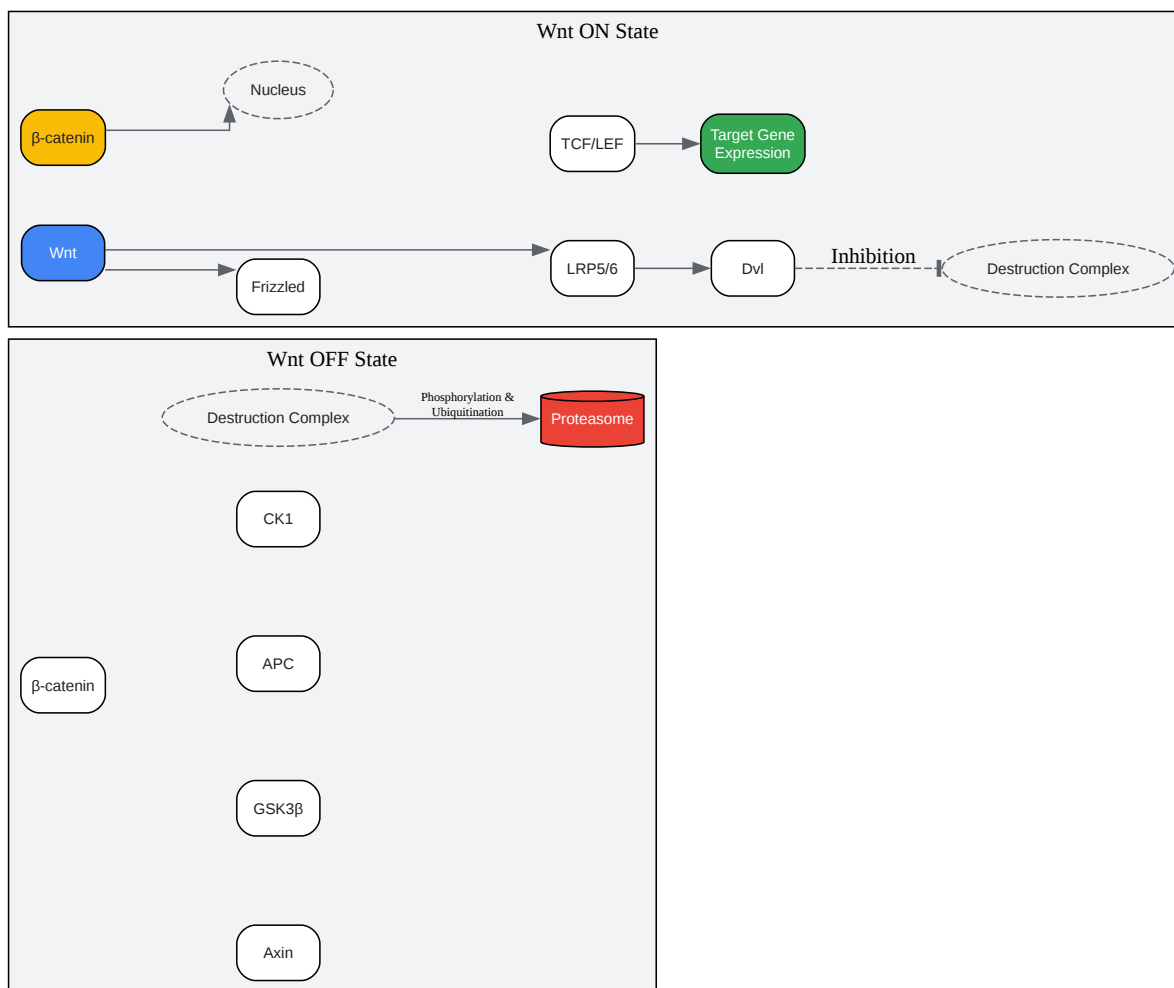 Wnt ON State
Nucleus
β-catenin
TCF/LEF
Target Gene
Expression
Wnt
Frizzled
LRP5/6
Dvl
Inhibition
Destruction Complex
Wnt OFF State
Destruction Complex
Phosphorylation &
Ubiquitination
Proteasome
CK1
APC
β-catenin
GSK3β
Axin